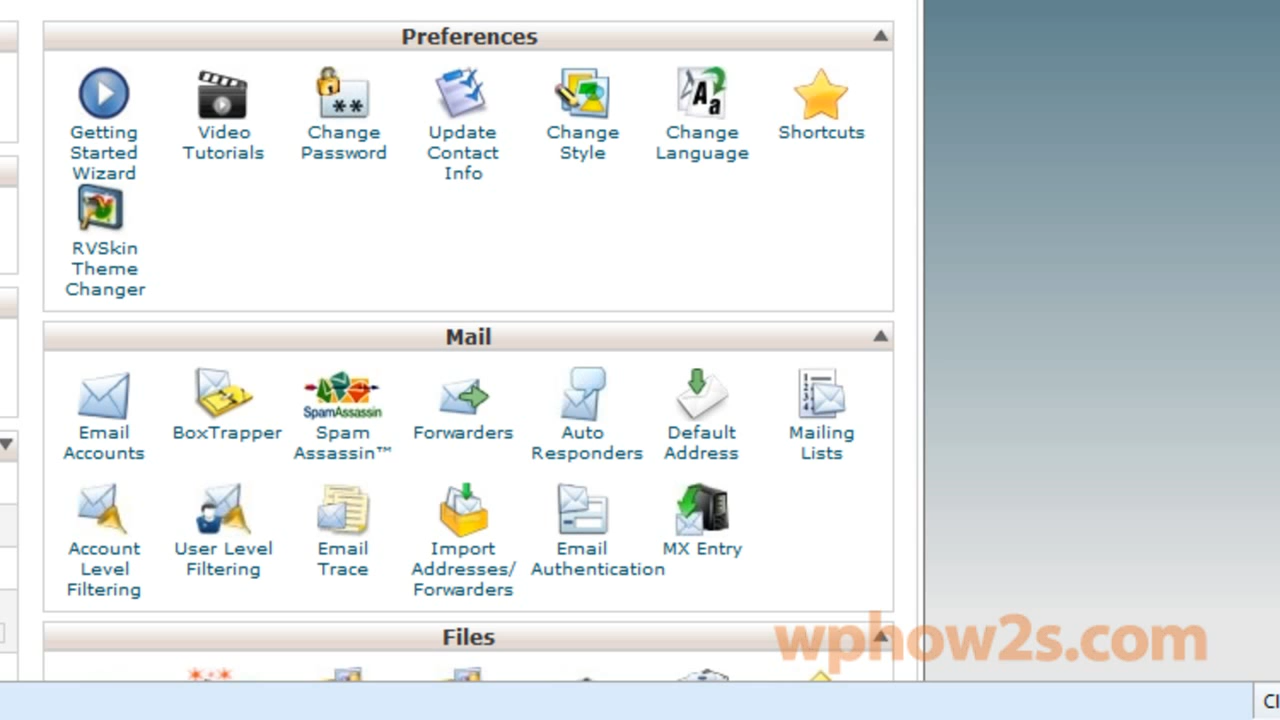 Preferences
Getting Started Wizard
Video Tutorials
Change Password
Update Contact Info
Change Style
Change Language
Shortcuts
RVSkin Theme Changer
Mail
Email Accounts
BoxTrapper
SpamAssassin
Spam Assassin™
Forwarders
Auto Responders
Default Address
Mailing Lists
Account Level Filtering
User Level Filtering
Email Trace
Import Addresses/ Forwarders
Email Authentication
MX Entry
Files
wphow2s.com